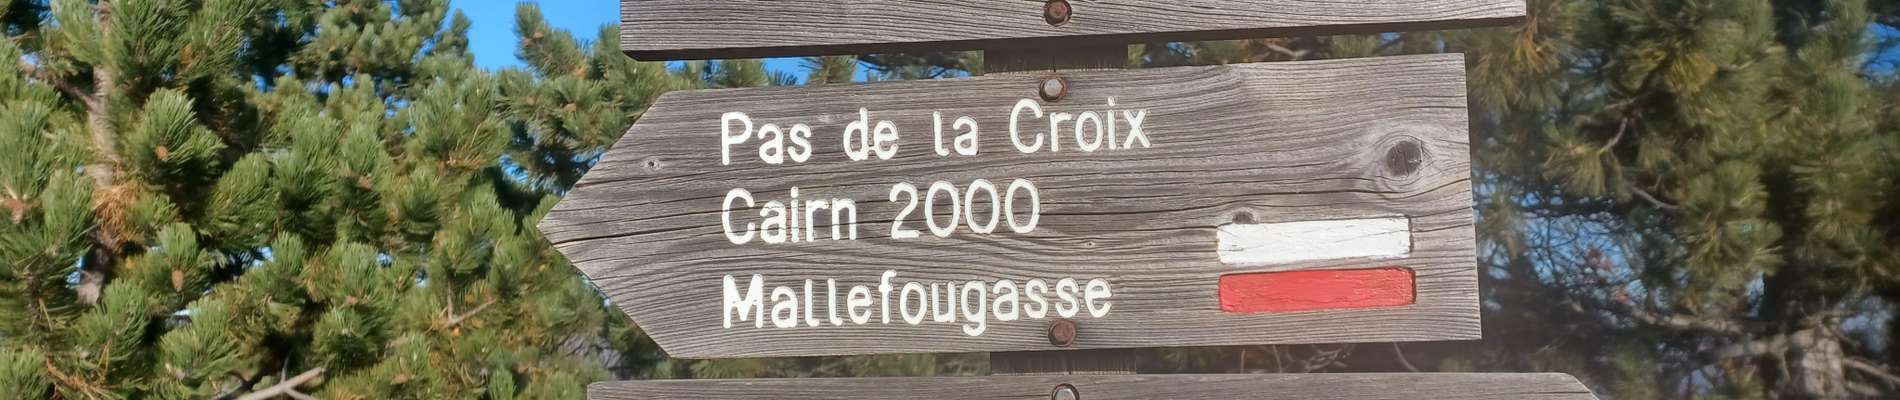 Pas de la Croix
Cairn 2000
Mallefougasse